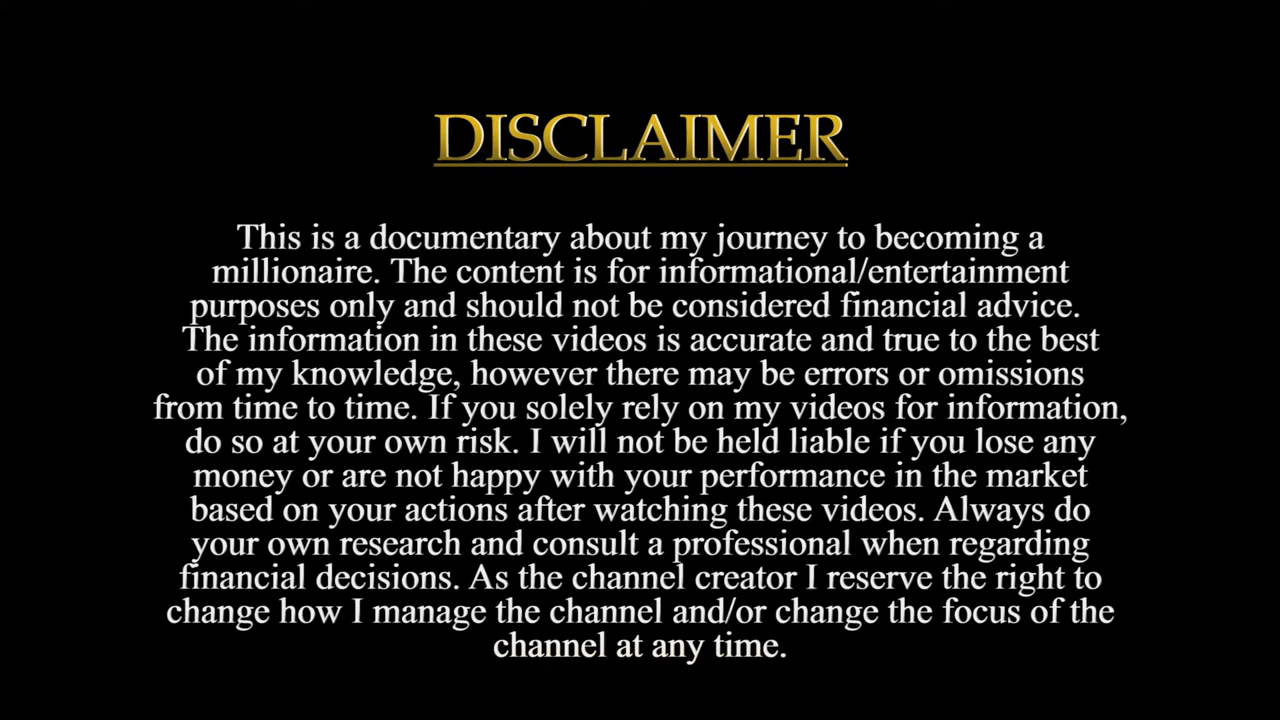 DISCLAIMER
This is a documentary about my journey to becoming a
millionaire. The content is for informational/entertainment
purposes only and should not be considered financial advice.
The information in these videos is accurate and true to the best
of my knowledge, however there may be errors or omissions
from time to time. If you solely rely on my videos for information,
do so at your own risk. I will not be held liable if you lose any
money or are not happy with your performance in the market
based on your actions after watching these videos. Always do
your own research and consult a professional when regarding
financial decisions. As the channel creator I reserve the right to
change how I manage the channel and/or change the focus of the
channel at any time.